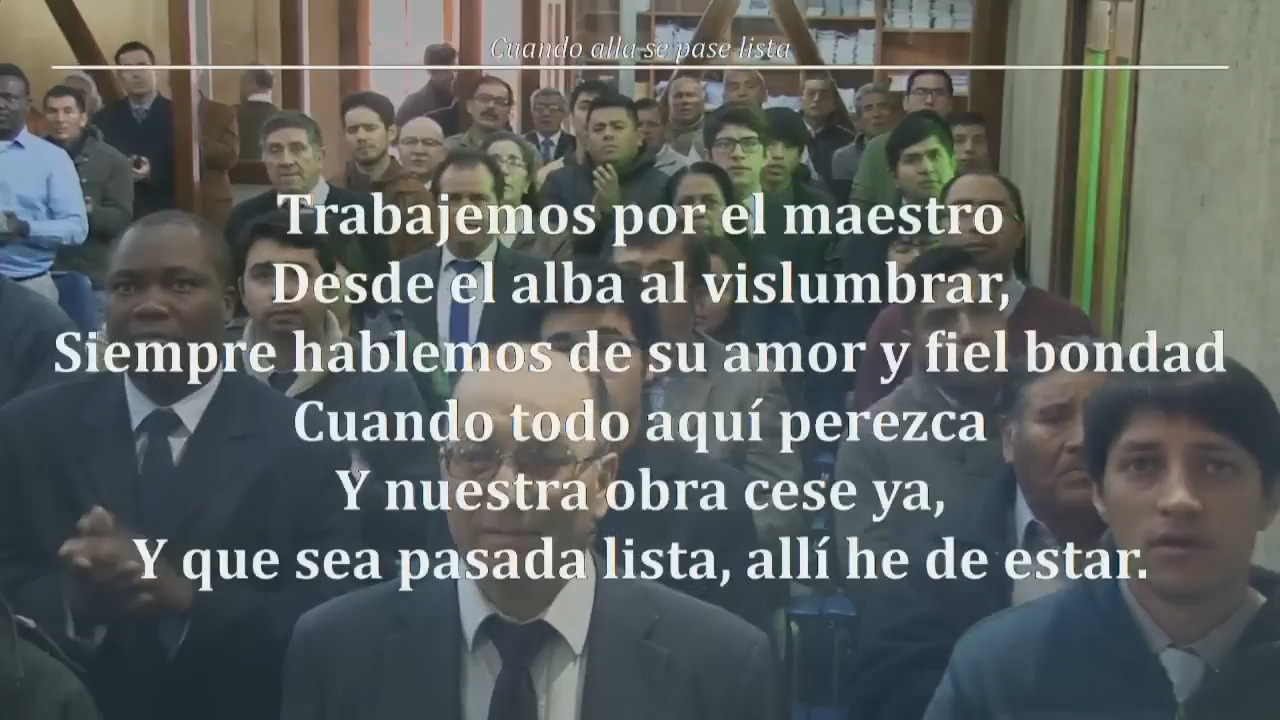 Cuando alla se pase lista
Trabajemos por el maestro
Desde el alba al vislumbrar,
Siempre hablemos de su amor y fiel bondad
Cuando todo aquí perezca
Y nuestra obra cese ya,
Y que sea pasada lista, allí he de estar.